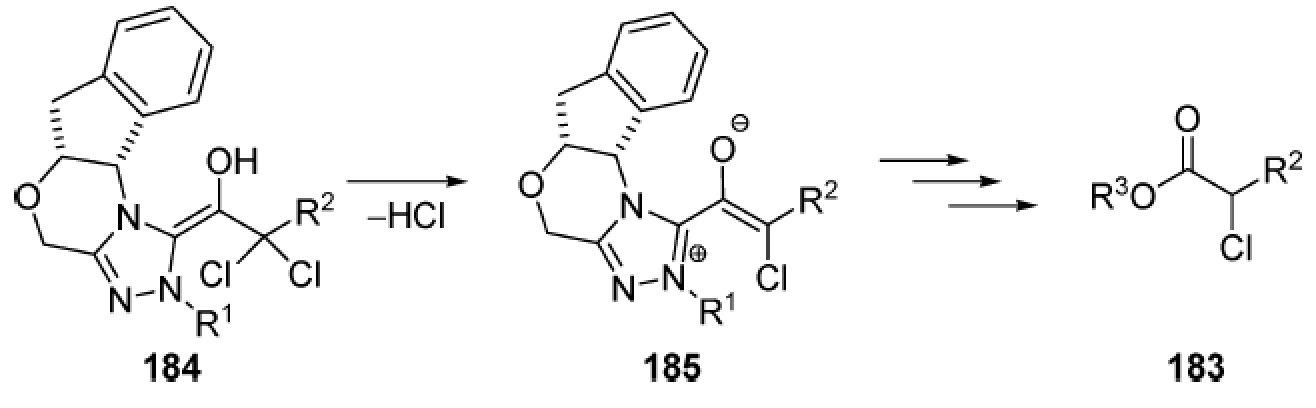 OH
O
N
R²
Cl
Cl
N
N
R¹
184
–HCl
O⊖
O
N
R²
⊕
Cl
N
N
R¹
185
O
R³O
R²
Cl
183